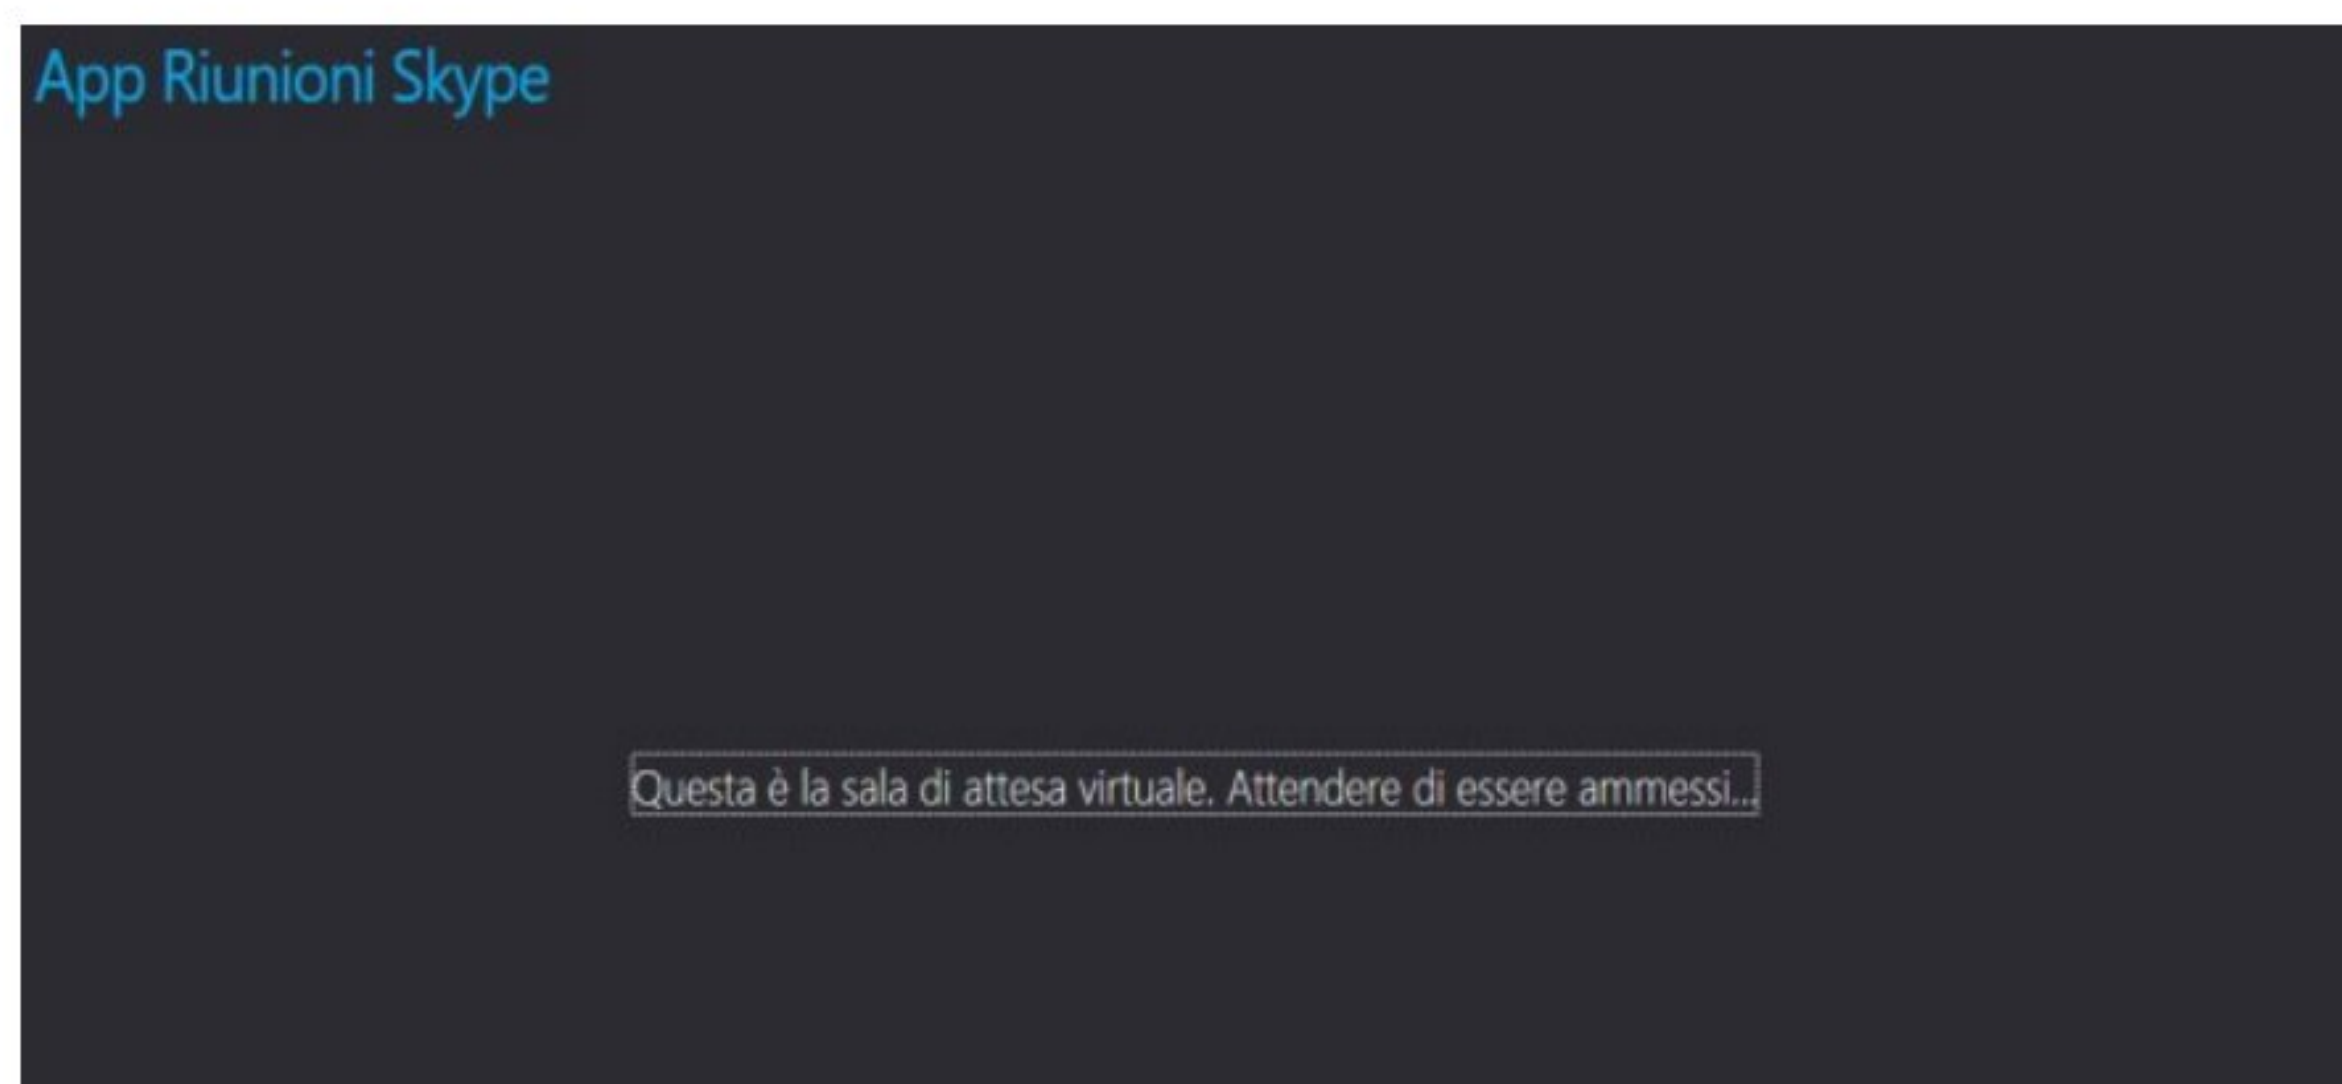 App Riunioni Skype
Questa è la sala di attesa virtuale. Attendere di essere ammessi...